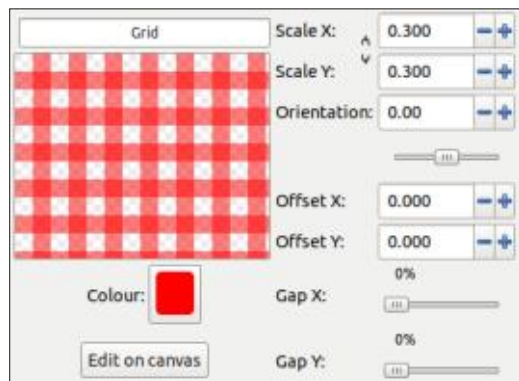 Grid
Scale X: 0.300
Scale Y: 0.300
Orientation: 0.00
Offset X: 0.000
Offset Y: 0.000
Colour:
Gap X: 0%
Edit on canvas
Gap Y: 0%